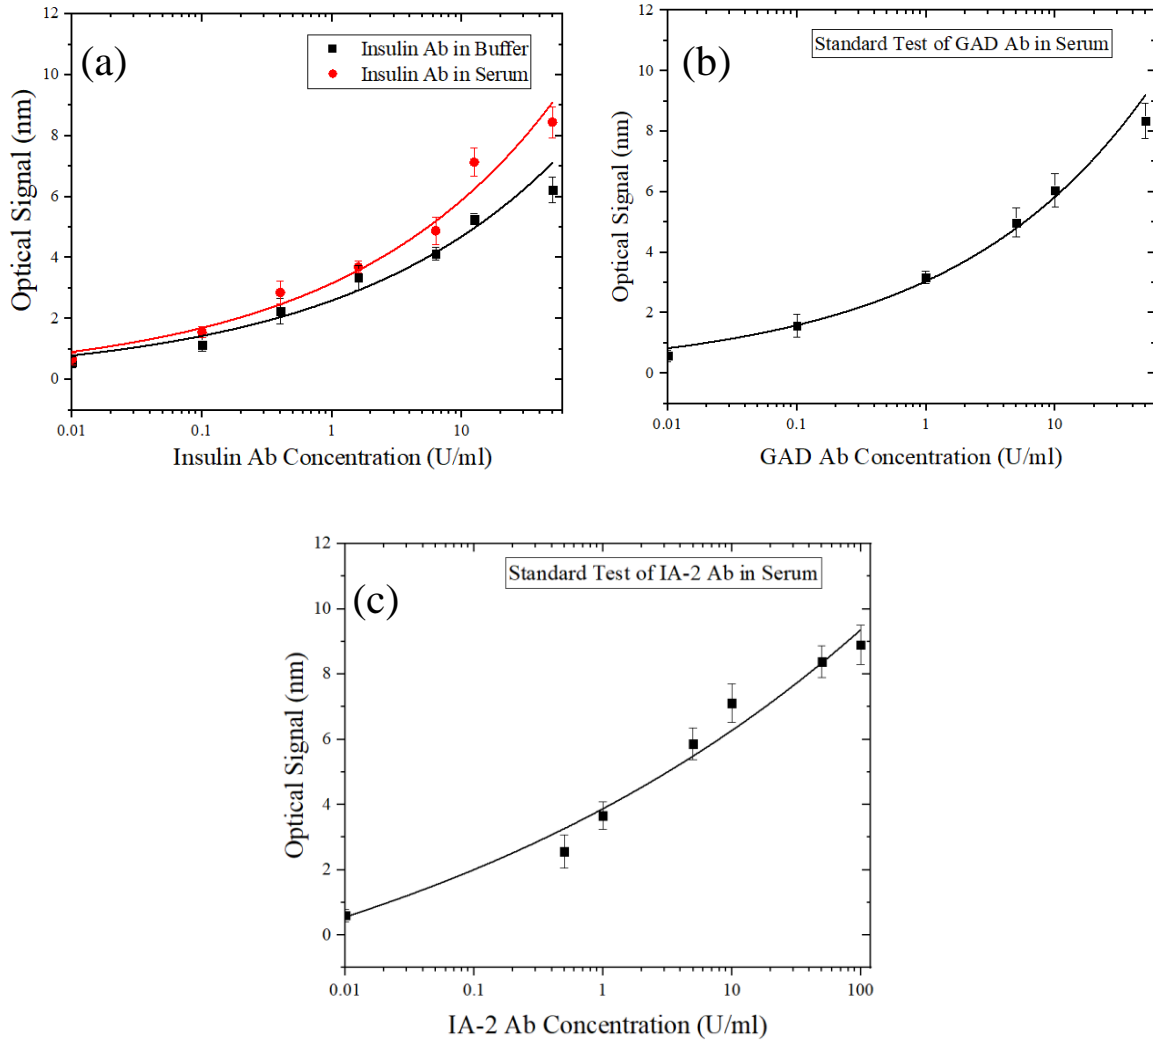 (a)
Insulin Ab in Buffer
Insulin Ab in Serum
Optical Signal (nm)
12
10
8
6
4
2
0
0.01 0.1 1 10
Insulin Ab Concentration (U/ml)
(b)
Standard Test of GAD Ab in Serum
Optical Signal (nm)
12
10
8
6
4
2
0
0.01 0.1 1 10
GAD Ab Concentration (U/ml)
(c)
Standard Test of IA-2 Ab in Serum
Optical Signal (nm)
12
10
8
6
4
2
0
0.01 0.1 1 10 100
IA-2 Ab Concentration (U/ml)